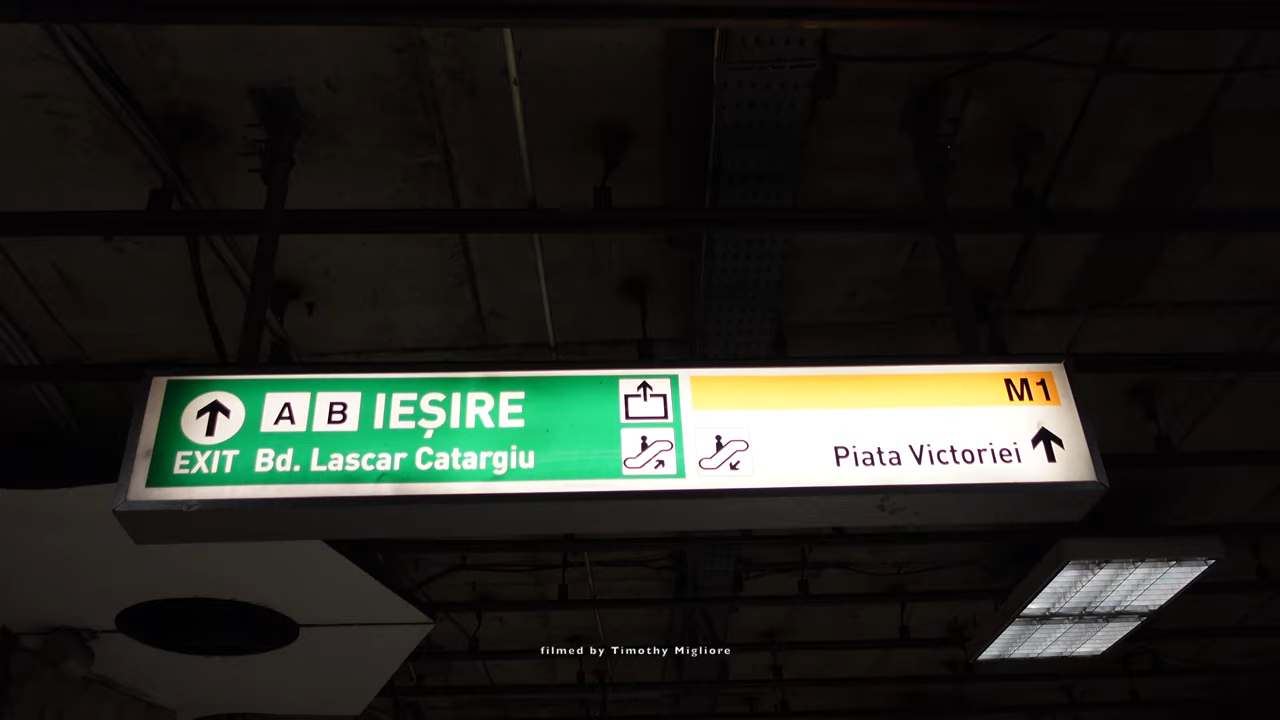 A B IEȘIRE
EXIT Bd. Lascar Catargiu
M1
Piata Victoriei
filmed by Timothy Migliore